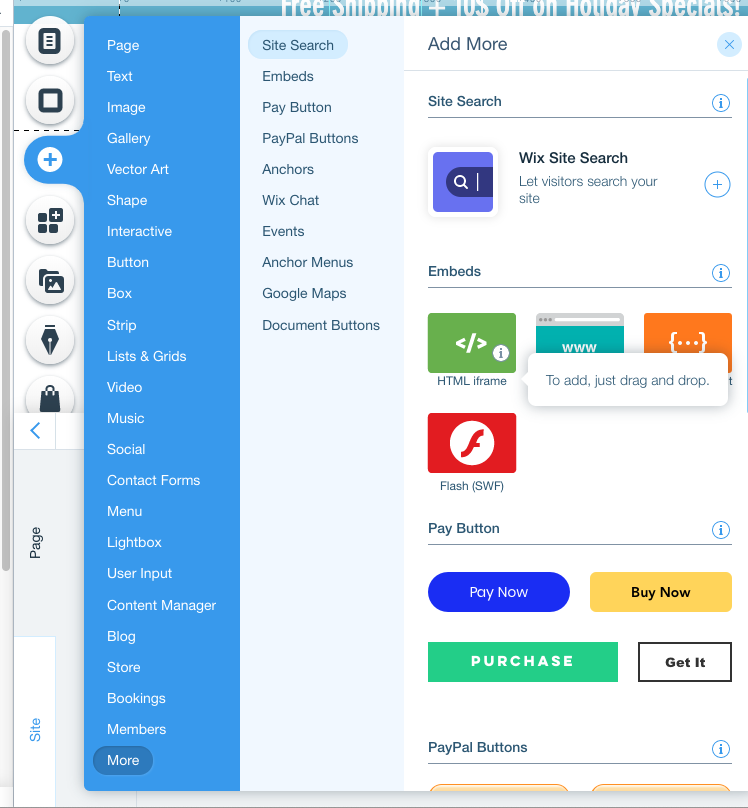 Free Shipping + 10$ Off on Holiday Specials!
Page
Text
Image
Gallery
Vector Art
Shape
Interactive
Button
Box
Strip
Lists & Grids
Video
Music
Social
Contact Forms
Menu
Lightbox
User Input
Content Manager
Blog
Store
Bookings
Members
More
Site Search
Embeds
Pay Button
PayPal Buttons
Anchors
Wix Chat
Events
Anchor Menus
Google Maps
Document Buttons
Add More
Site Search
Wix Site Search
Let visitors search your
site
Embeds
</>
www
{...}
HTML iframe
To add, just drag and drop.
Flash (SWF)
Pay Button
Pay Now
Buy Now
PURCHASE
Get It
PayPal Buttons
Page
Site